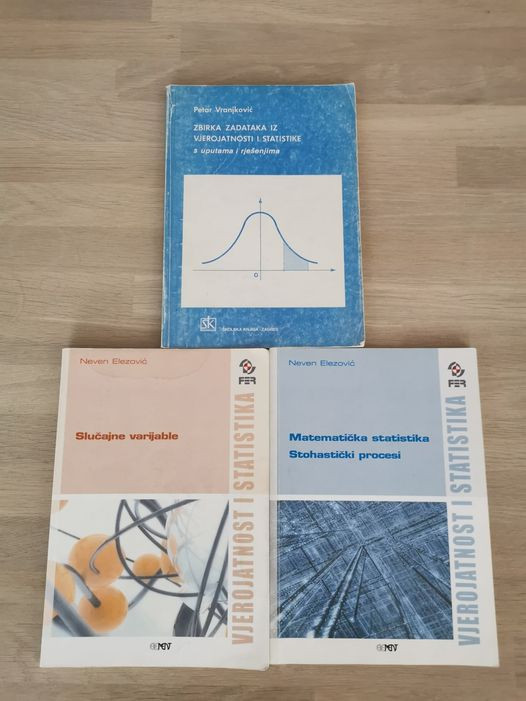 Petar Vranjković
ZBIRKA ZADATAKA IZ
VJEROJATNOSTI I STATISTIKE
s uputama i rješenjima
0
ŠK
ŠKOLSKA KNJIGA · ZAGREB
Neven Elezović
FER
Slučajne varijable
VJEROJATNOST I STATISTIKA
Neven Elezović
FER
Matematička statistika
Stohastički procesi
VJEROJATNOST I STATISTIKA